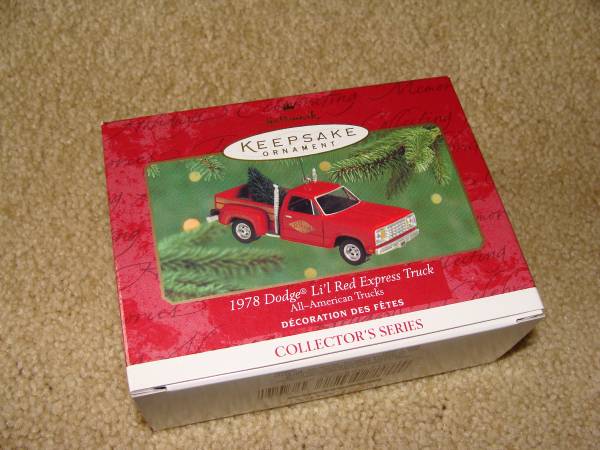 Hallmark
KEEPSAKE
ORNAMENT
1978 Dodge® Li'l Red Express Truck
All-American Trucks
DÉCORATION DES FÊTES
COLLECTOR'S SERIES